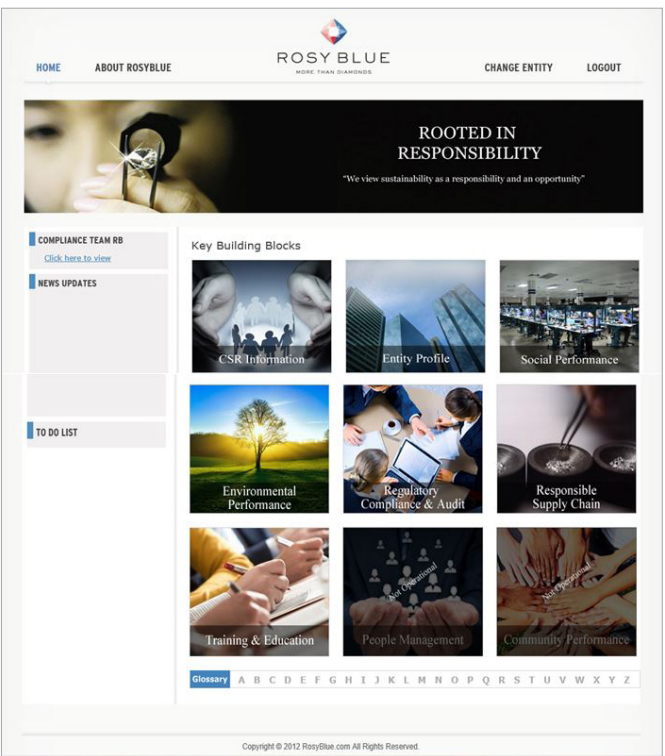 ROSY BLUE
MORE THAN DIAMONDS
HOME ABOUT ROSYBLUE CHANGE ENTITY LOGOUT
ROOTED IN
RESPONSIBILITY
“We view sustainability as a responsibility and an opportunity”
COMPLIANCE TEAM RB
Click here to view
NEWS UPDATES
TO DO LIST
Key Building Blocks
CSR Information
Entity Profile
Social Performance
Environmental
Performance
Regulatory
Compliance & Audit
Responsible
Supply Chain
Training & Education
Not Operational
People Management
Not Operational
Community Performance
Glossary A B C D E F G H I J K L M N O P Q R S T U V W X Y Z
Copyright © 2012 RosyBlue.com All Rights Reserved.